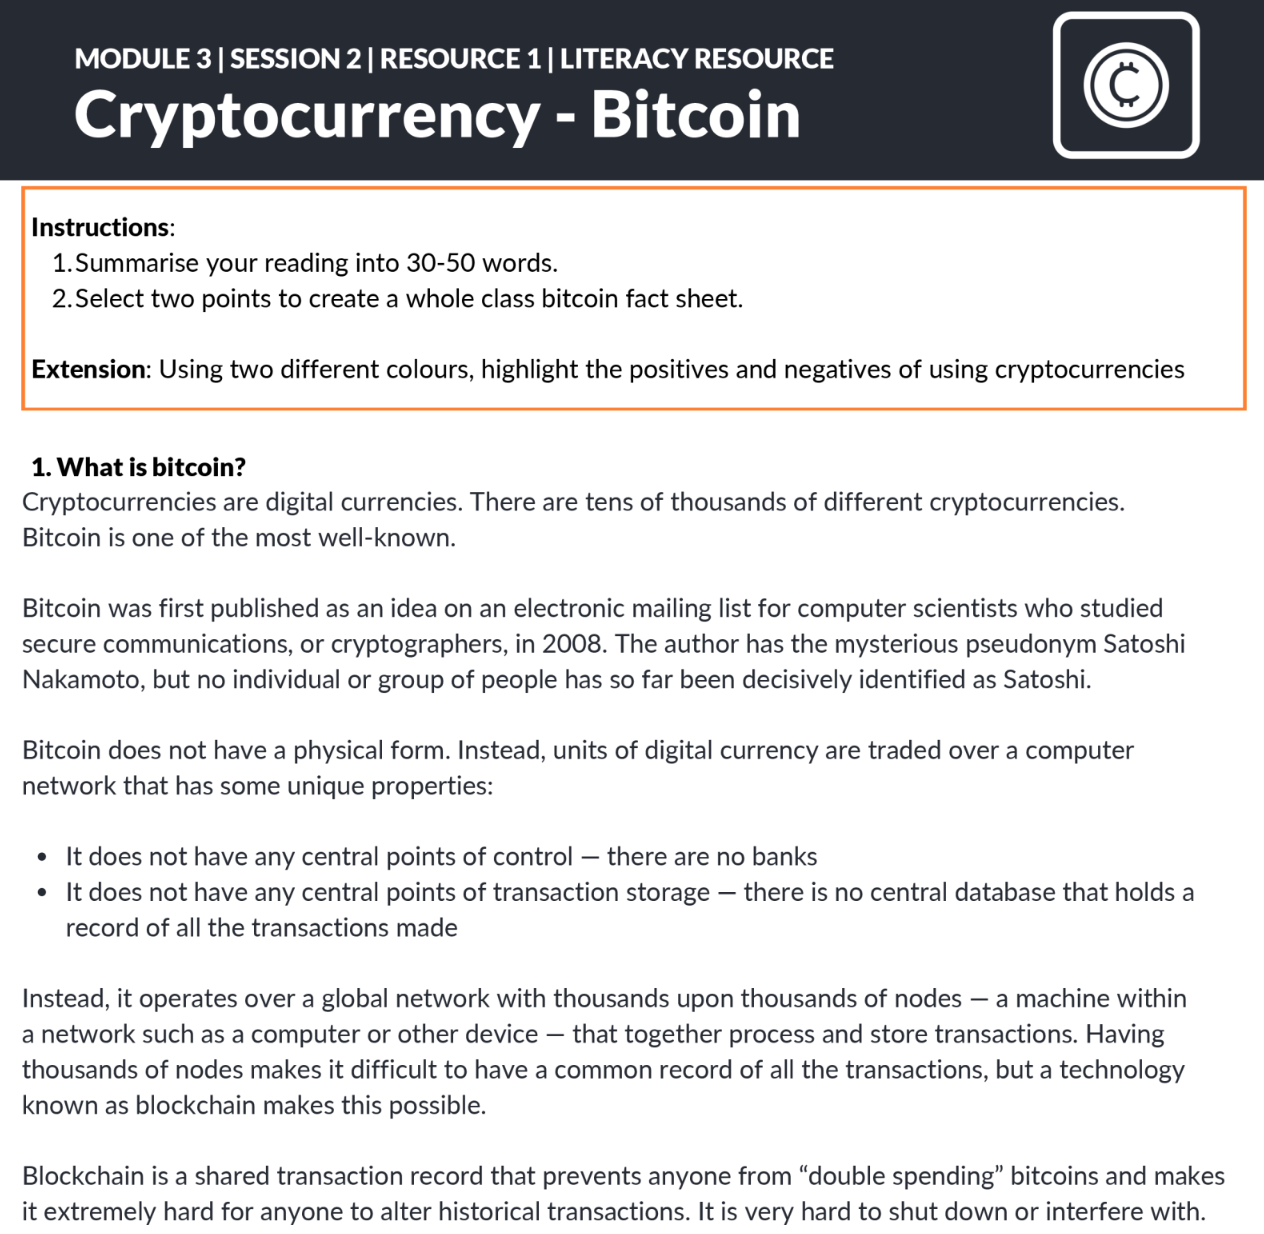 MODULE 3 | SESSION 2 | RESOURCE 1 | LITERACY RESOURCE
Cryptocurrency - Bitcoin
Instructions:
1. Summarise your reading into 30-50 words.
2. Select two points to create a whole class bitcoin fact sheet.
Extension: Using two different colours, highlight the positives and negatives of using cryptocurrencies
1. What is bitcoin?
Cryptocurrencies are digital currencies. There are tens of thousands of different cryptocurrencies.
Bitcoin is one of the most well-known.
Bitcoin was first published as an idea on an electronic mailing list for computer scientists who studied
secure communications, or cryptographers, in 2008. The author has the mysterious pseudonym Satoshi
Nakamoto, but no individual or group of people has so far been decisively identified as Satoshi.
Bitcoin does not have a physical form. Instead, units of digital currency are traded over a computer
network that has some unique properties:
• It does not have any central points of control — there are no banks
• It does not have any central points of transaction storage — there is no central database that holds a
record of all the transactions made
Instead, it operates over a global network with thousands upon thousands of nodes — a machine within
a network such as a computer or other device — that together process and store transactions. Having
thousands of nodes makes it difficult to have a common record of all the transactions, but a technology
known as blockchain makes this possible.
Blockchain is a shared transaction record that prevents anyone from “double spending” bitcoins and makes
it extremely hard for anyone to alter historical transactions. It is very hard to shut down or interfere with.